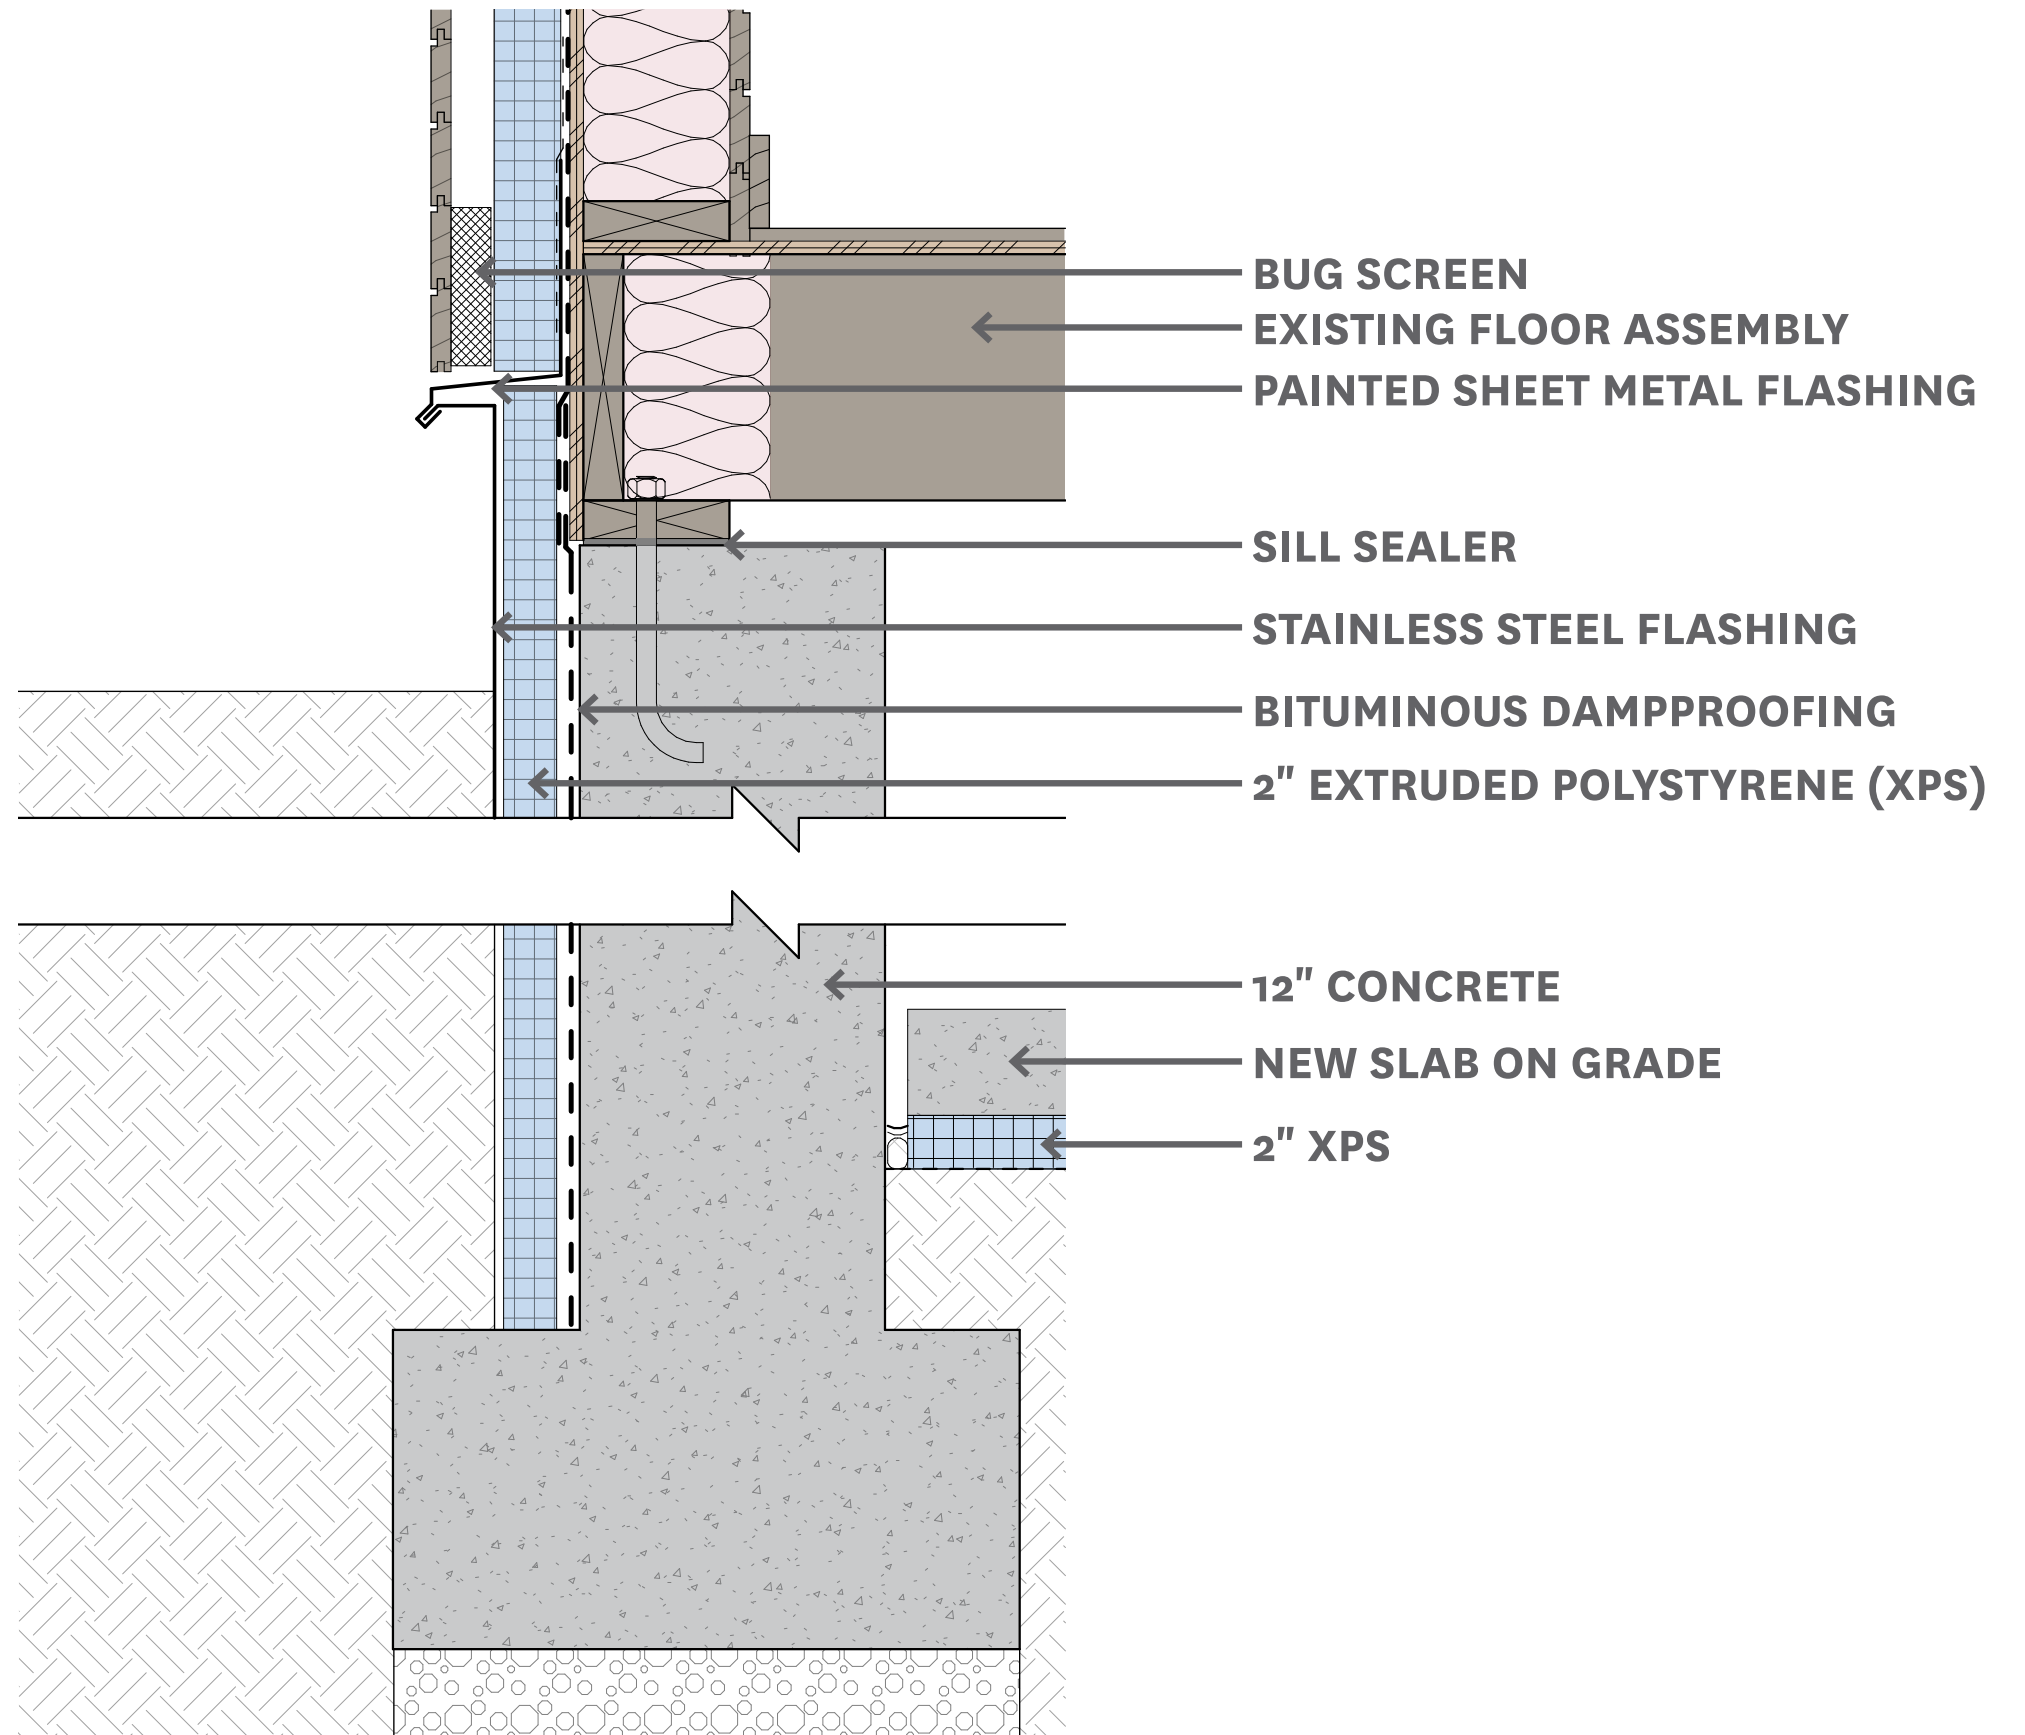 BUG SCREEN
EXISTING FLOOR ASSEMBLY
PAINTED SHEET METAL FLASHING
SILL SEALER
STAINLESS STEEL FLASHING
BITUMINOUS DAMPPROOFING
2" EXTRUDED POLYSTYRENE (XPS)
12" CONCRETE
NEW SLAB ON GRADE
2" XPS